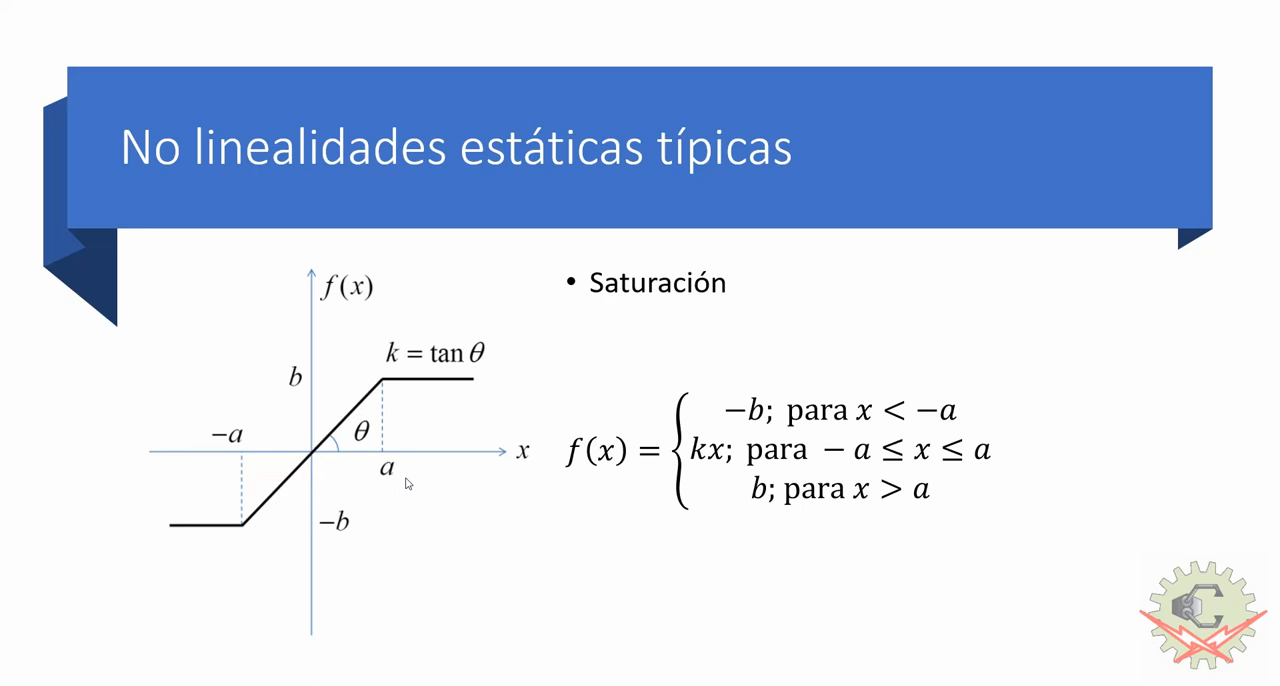 No linealidades estáticas típicas
• Saturación
f(x)
k = tan θ
b
θ
−a
x
a
−b
f(x) = { −b; para x < −a
kx; para − a ≤ x ≤ a
b; para x > a
C